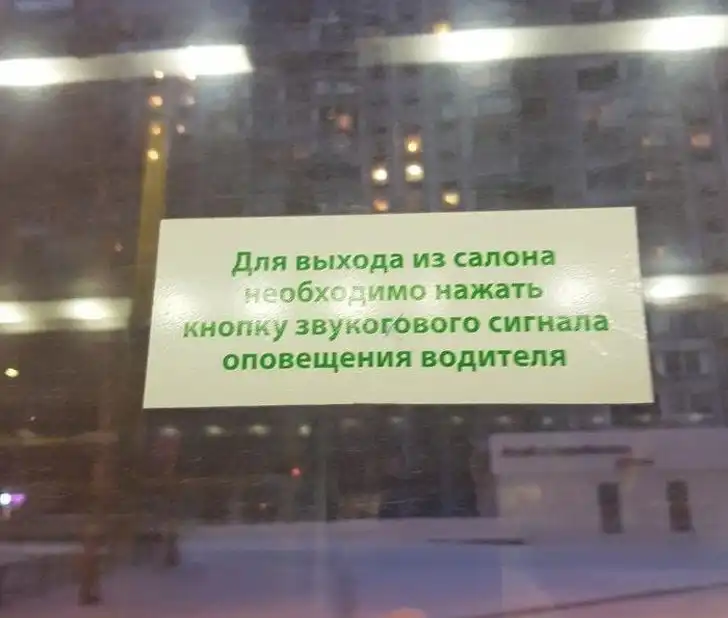 Для выхода из салона
необходимо нажать
кнопку звукогового сигнала
оповещения водителя